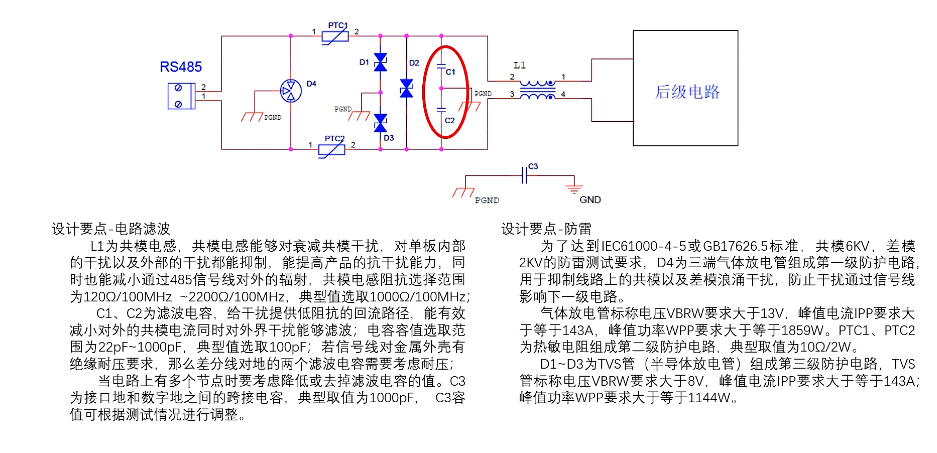 PTC1
1
2
RS485
D1
D2
L1
2
1
D4
C1
2
1
PGND
后级电路
3
4
PGND
PGND
C2
PTC2
D3
1
2
C3
PGND
GND
设计要点-电路滤波
L1为共模电感，共模电感能够对衰减共模干扰，对单板内部
的干扰以及外部的干扰都能抑制，能提高产品的抗干扰能力，同
时也能减小通过485信号线对外的辐射，共模电感阻抗选择范围
为120Ω/100MHz ~2200Ω/100MHz，典型值选取1000Ω/100MHz；
C1、C2为滤波电容，给干扰提供低阻抗的回流路径，能有效
减小对外的共模电流同时对外界干扰能够滤波；电容容值选取范
围为22pF~1000pF，典型值选取100pF；若信号线对金属外壳有
绝缘耐压要求，那么差分线对地的两个滤波电容需要考虑耐压；
当电路上有多个节点时要考虑降低或去掉滤波电容的值。C3
为接口地和数字地之间的跨接电容，典型取值为1000pF， C3容
值可根据测试情况进行调整。
设计要点-防雷
为了达到IEC61000-4-5或GB17626.5标准，共模6KV，差模
2KV的防雷测试要求，D4为三端气体放电管组成第一级防护电路，
用于抑制线路上的共模以及差模浪涌干扰，防止干扰通过信号线
影响下一级电路。
气体放电管标称电压VBRW要求大于13V，峰值电流IPP要求大
于等于143A，峰值功率WPP要求大于等于1859W。PTC1、PTC2
为热敏电阻组成第二级防护电路，典型取值为10Ω/2W。
D1~D3为TVS管（半导体放电管）组成第三级防护电路，TVS
管标称电压VBRW要求大于8V，峰值电流IPP要求大于等于143A；
峰值功率WPP要求大于等于1144W。